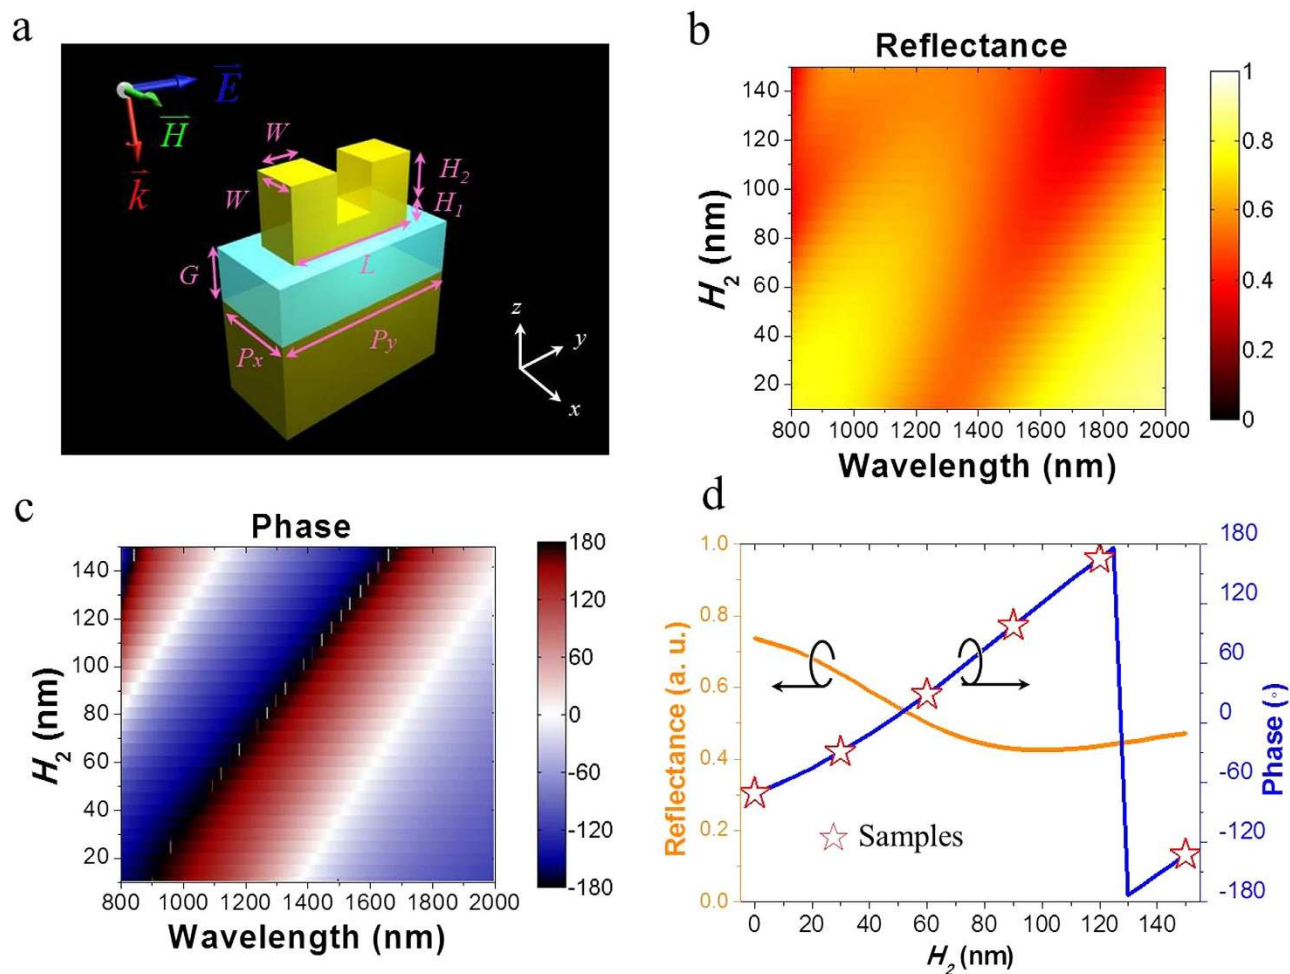 a
E
H
k
W
W
H2
H1
G
L
Px
Py
z
y
x
b
Reflectance
H2 (nm)
140
120
100
80
60
40
20
800 1000 1200 1400 1600 1800 2000
Wavelength (nm)
1
0.8
0.6
0.4
0.2
0
c
Phase
H2 (nm)
140
120
100
80
60
40
20
800 1000 1200 1400 1600 1800 2000
Wavelength (nm)
180
120
60
0
-60
-120
-180
d
Reflectance (a. u.)
1.0
0.8
0.6
0.4
0.2
0.0
Samples
0 20 40 60 80 100 120 140
H2 (nm)
180
120
60
0
-60
-120
-180
Phase (°)